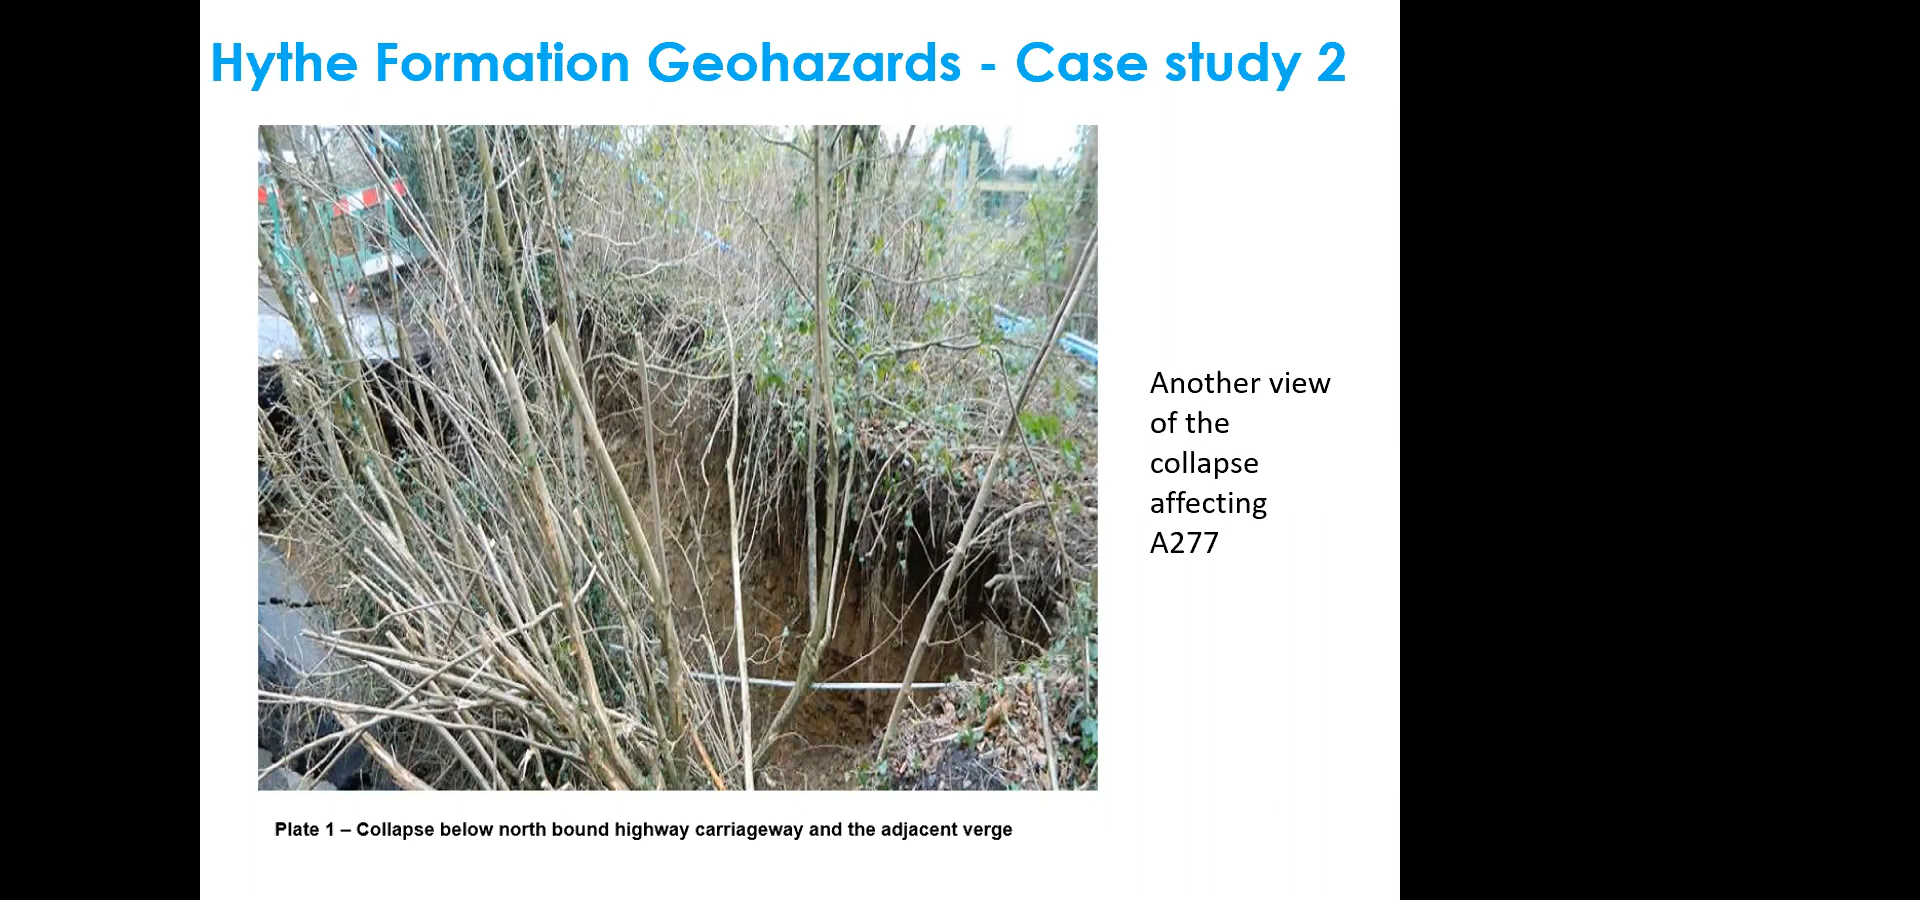 Hythe Formation Geohazards - Case study 2
Another view
of the
collapse
affecting
A277
Plate 1 – Collapse below north bound highway carriageway and the adjacent verge